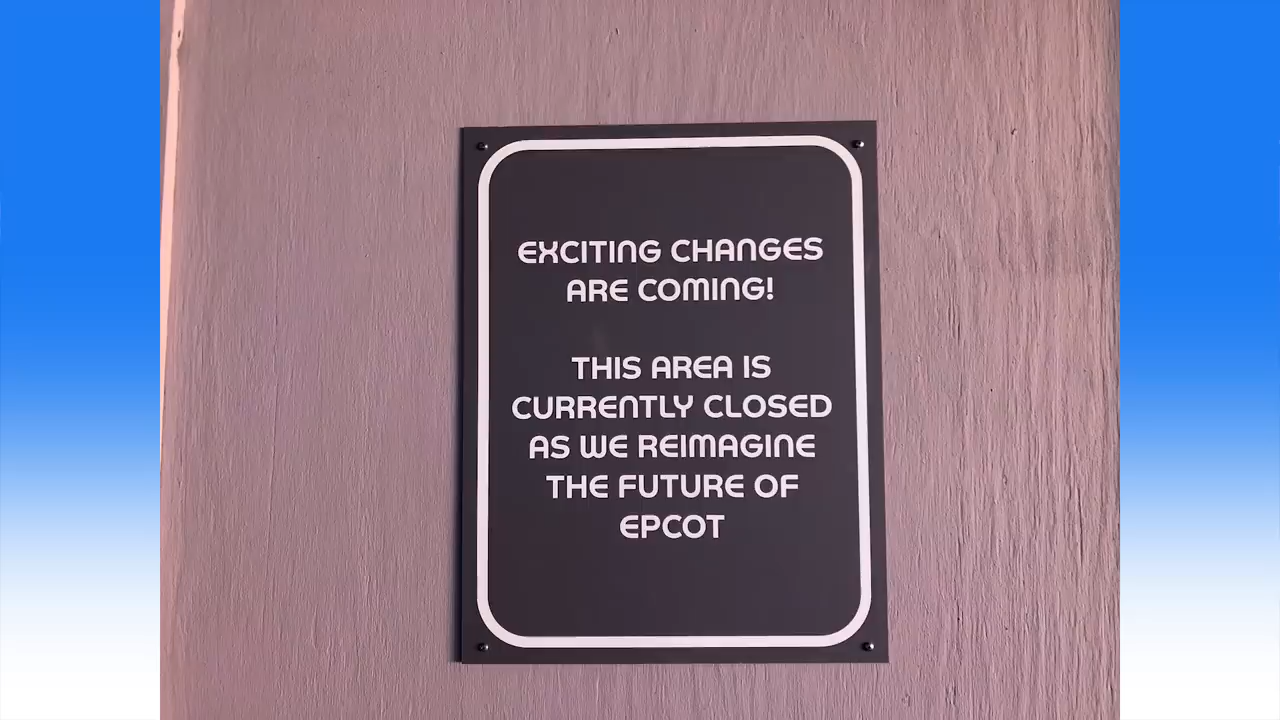 EXCITING CHANGES
ARE COMING!
THIS AREA IS
CURRENTLY CLOSED
AS WE REIMAGINE
THE FUTURE OF
EPCOT